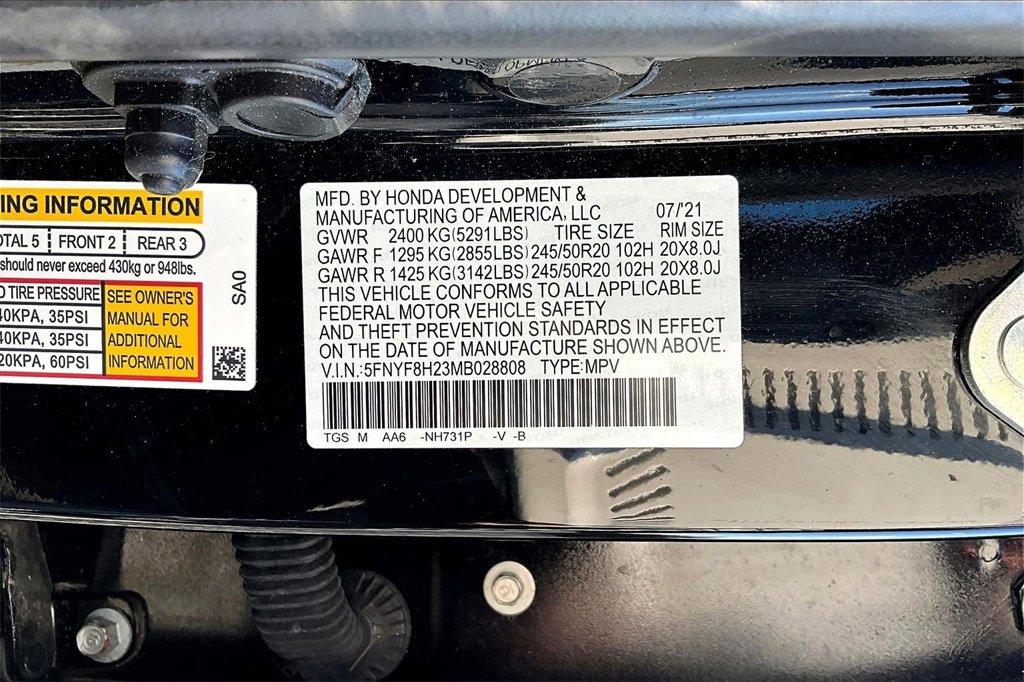 NG INFORMATION
OTAL 5 FRONT 2 REAR 3
should never exceed 430kg or 948lbs.
TIRE PRESSURE
40KPA, 35PSI
40KPA, 35PSI
20KPA, 60PSI
SEE OWNER'S
MANUAL FOR
ADDITIONAL
INFORMATION
SA0
MFD. BY HONDA DEVELOPMENT &
MANUFACTURING OF AMERICA, LLC 07/'21
GVWR 2400 KG(5291LBS) TIRE SIZE RIM SIZE
GAWR F 1295 KG(2855LBS) 245/50R20 102H 20X8.0J
GAWR R 1425 KG(3142LBS) 245/50R20 102H 20X8.0J
THIS VEHICLE CONFORMS TO ALL APPLICABLE
FEDERAL MOTOR VEHICLE SAFETY
AND THEFT PREVENTION STANDARDS IN EFFECT
ON THE DATE OF MANUFACTURE SHOWN ABOVE.
V.I.N.:5FNYF8H23MB028808 TYPE:MPV
TGS M AA6 -NH731P -V -B